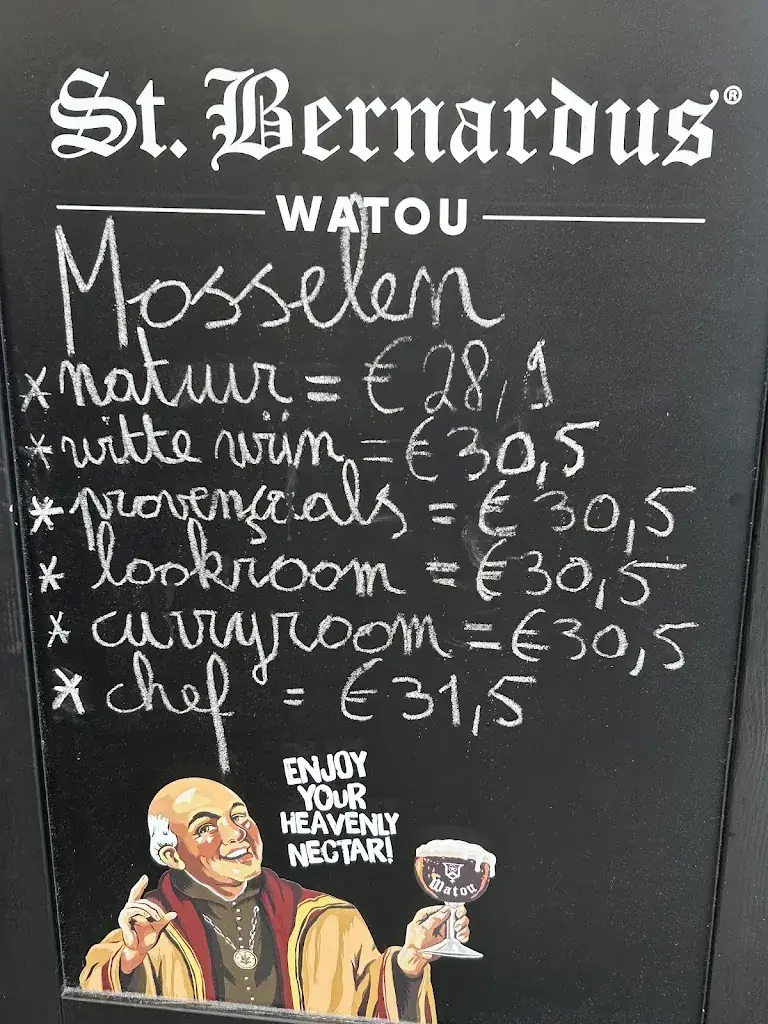 St. Bernardus®
WATOU
Mosselen
* natuur = € 28,9
* witte wijn = € 30,5
* provençaals = € 30,5
* lookroom = € 30,5
* curryroom = € 30,5
* chef = € 31,5
ENJOY
YOUR
HEAVENLY
NECTAR!
Watou